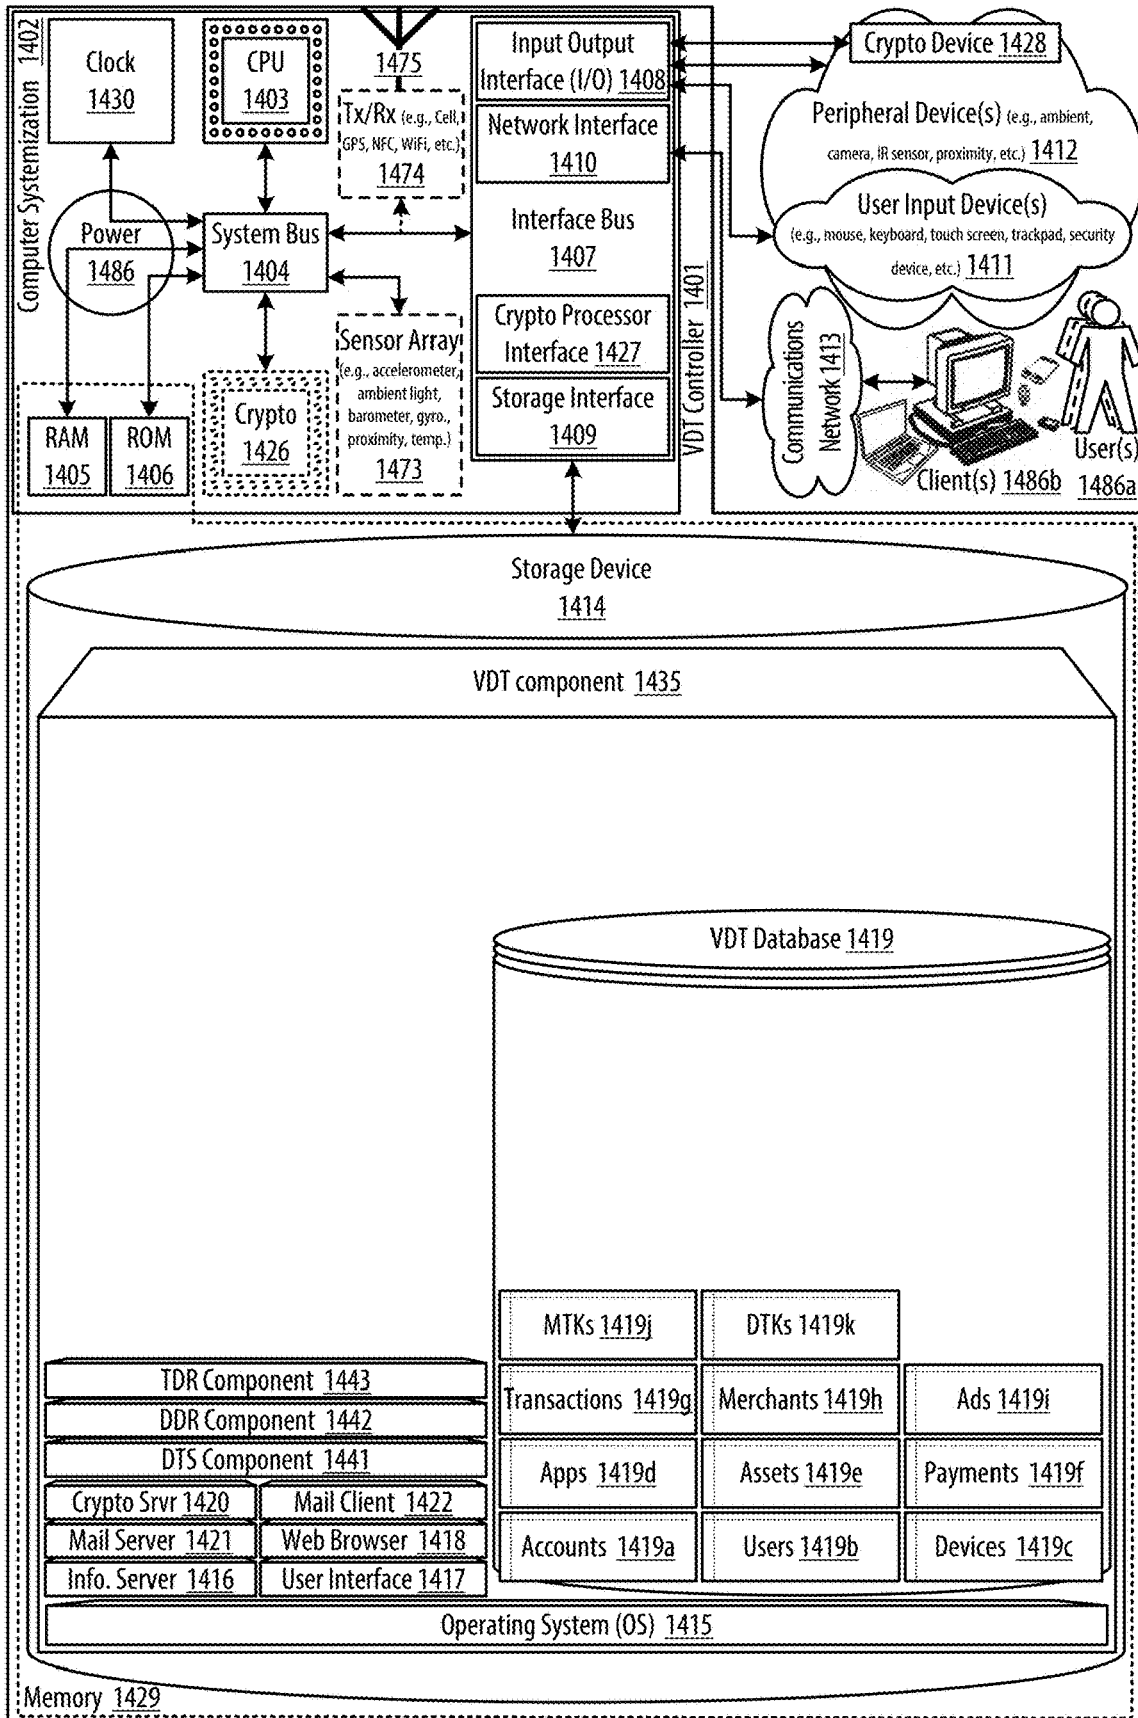 Computer Systemization 1402
Clock
1430
CPU
1403
1475
Tx/Rx (e.g., Cell,
GPS, NFC, WiFi, etc.)
1474
Input Output
Interface (I/O) 1408
Network Interface
1410
Interface Bus
1407
Crypto Processor
Interface 1427
Storage Interface
1409
VDT Controller 1401
Power
1486
System Bus
1404
Sensor Array
(e.g., accelerometer,
ambient light,
barometer, gyro.,
proximity, temp.)
1473
RAM
1405
ROM
1406
Crypto
1426
Crypto Device 1428
Peripheral Device(s) (e.g., ambient,
camera, IR sensor, proximity, etc.) 1412
User Input Device(s)
(e.g., mouse, keyboard, touch screen, trackpad, security
device, etc.) 1411
Communications
Network 1413
Client(s) 1486b
User(s)
1486a
Storage Device
1414
VDT component 1435
VDT Database 1419
MTKs 1419j
DTKs 1419k
Transactions 1419g
Merchants 1419h
Ads 1419i
Apps 1419d
Assets 1419e
Payments 1419f
Accounts 1419a
Users 1419b
Devices 1419c
TDR Component 1443
DDR Component 1442
DTS Component 1441
Crypto Srvr 1420
Mail Client 1422
Mail Server 1421
Web Browser 1418
Info. Server 1416
User Interface 1417
Operating System (OS) 1415
Memory 1429